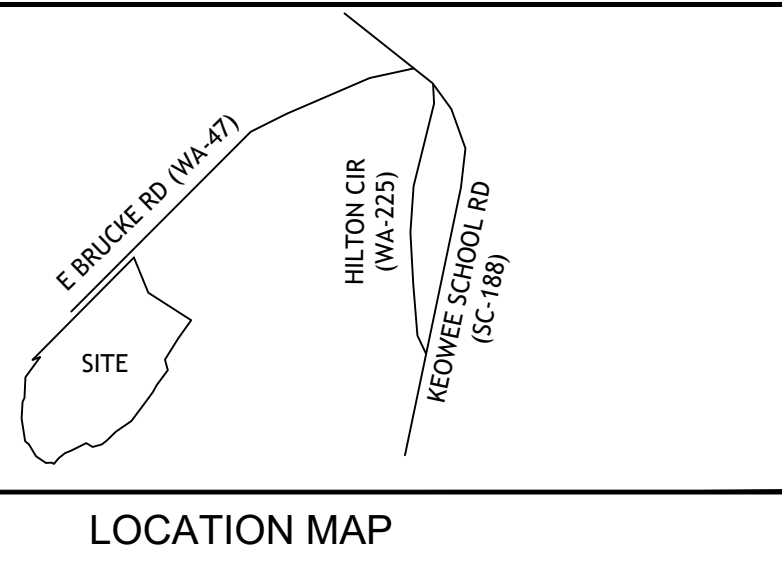 E BRUCKE RD (WA-47)
HILTON CIR
(WA-225)
KEOWEE SCHOOL RD
(SC-188)
SITE
LOCATION MAP